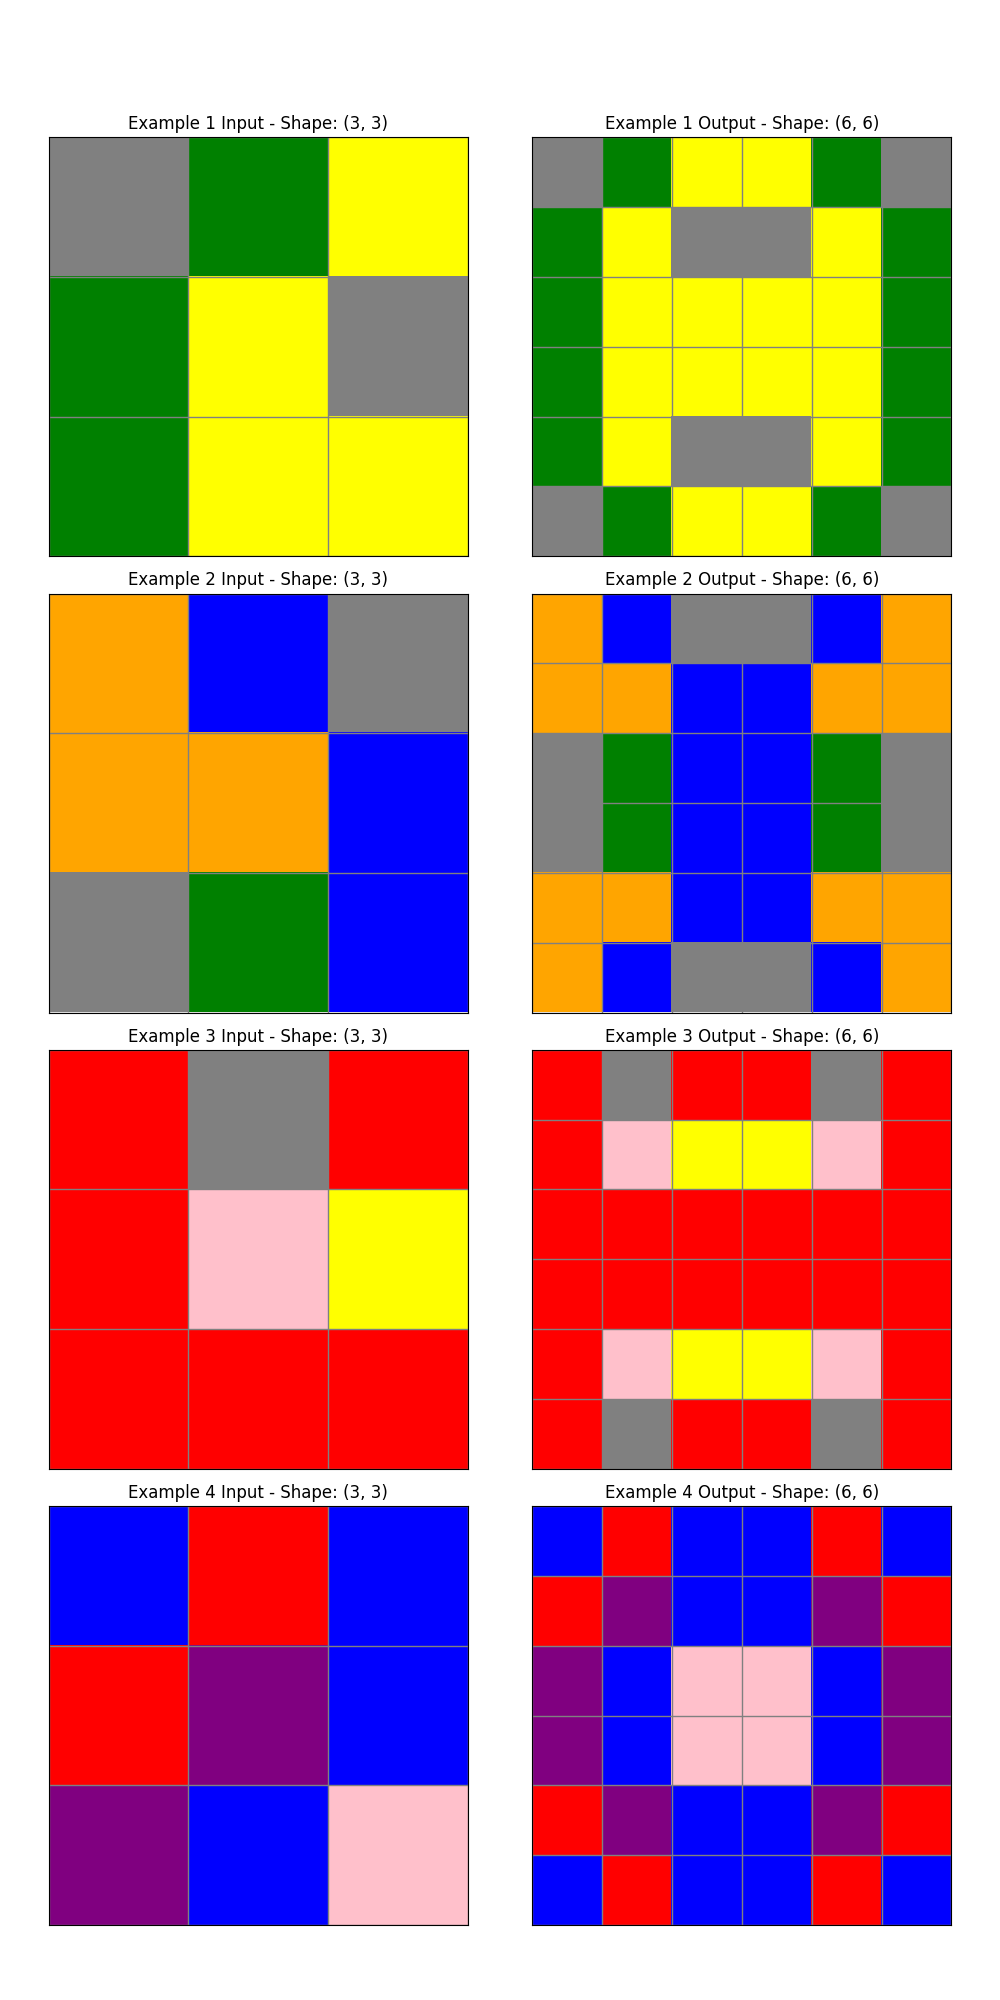 Example 1 Input - Shape: (3, 3)
Example 1 Output - Shape: (6, 6)
Example 2 Input - Shape: (3, 3)
Example 2 Output - Shape: (6, 6)
Example 3 Input - Shape: (3, 3)
Example 3 Output - Shape: (6, 6)
Example 4 Input - Shape: (3, 3)
Example 4 Output - Shape: (6, 6)